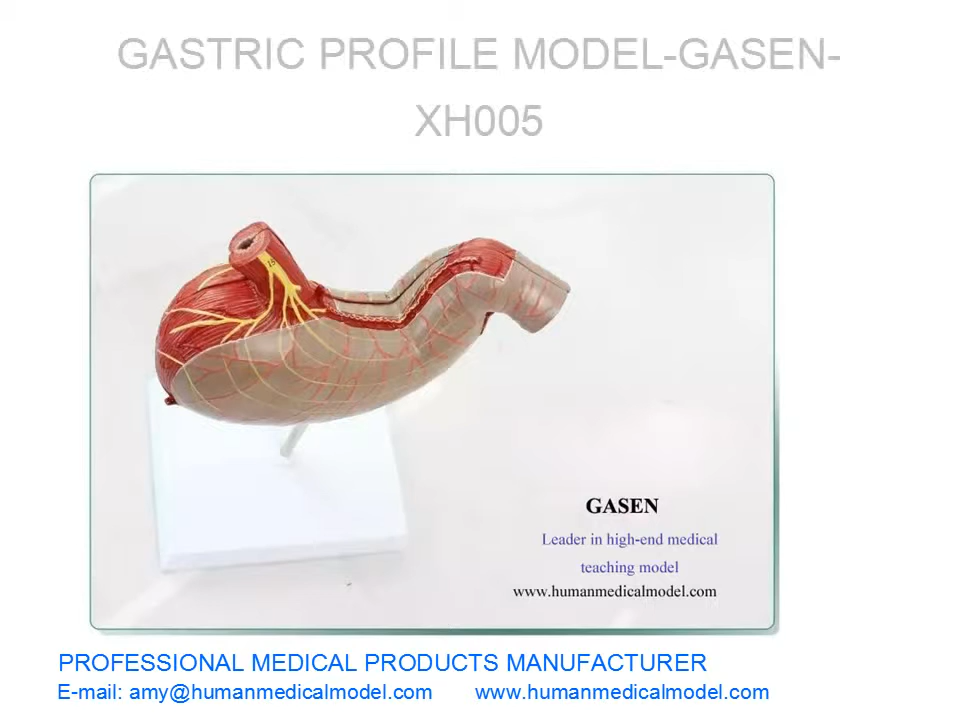 GASTRIC PROFILE MODEL-GASEN-
XH005
15
GASEN
Leader in high-end medical
teaching model
www.humanmedicalmodel.com
PROFESSIONAL MEDICAL PRODUCTS MANUFACTURER
E-mail: amy@humanmedicalmodel.com www.humanmedicalmodel.com